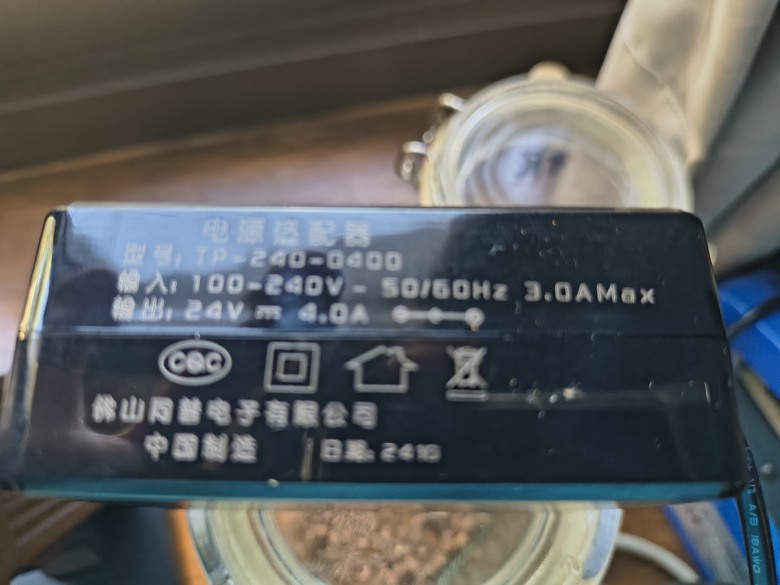 电源适配器
型号: TP-240-0400
输入: 100-240V~ 50/60Hz 3.0AMax
输出: 24V⎓ 4.0A
CQC
佛山同普电子有限公司
中国制造 日期: 2410
A/B 18AWG